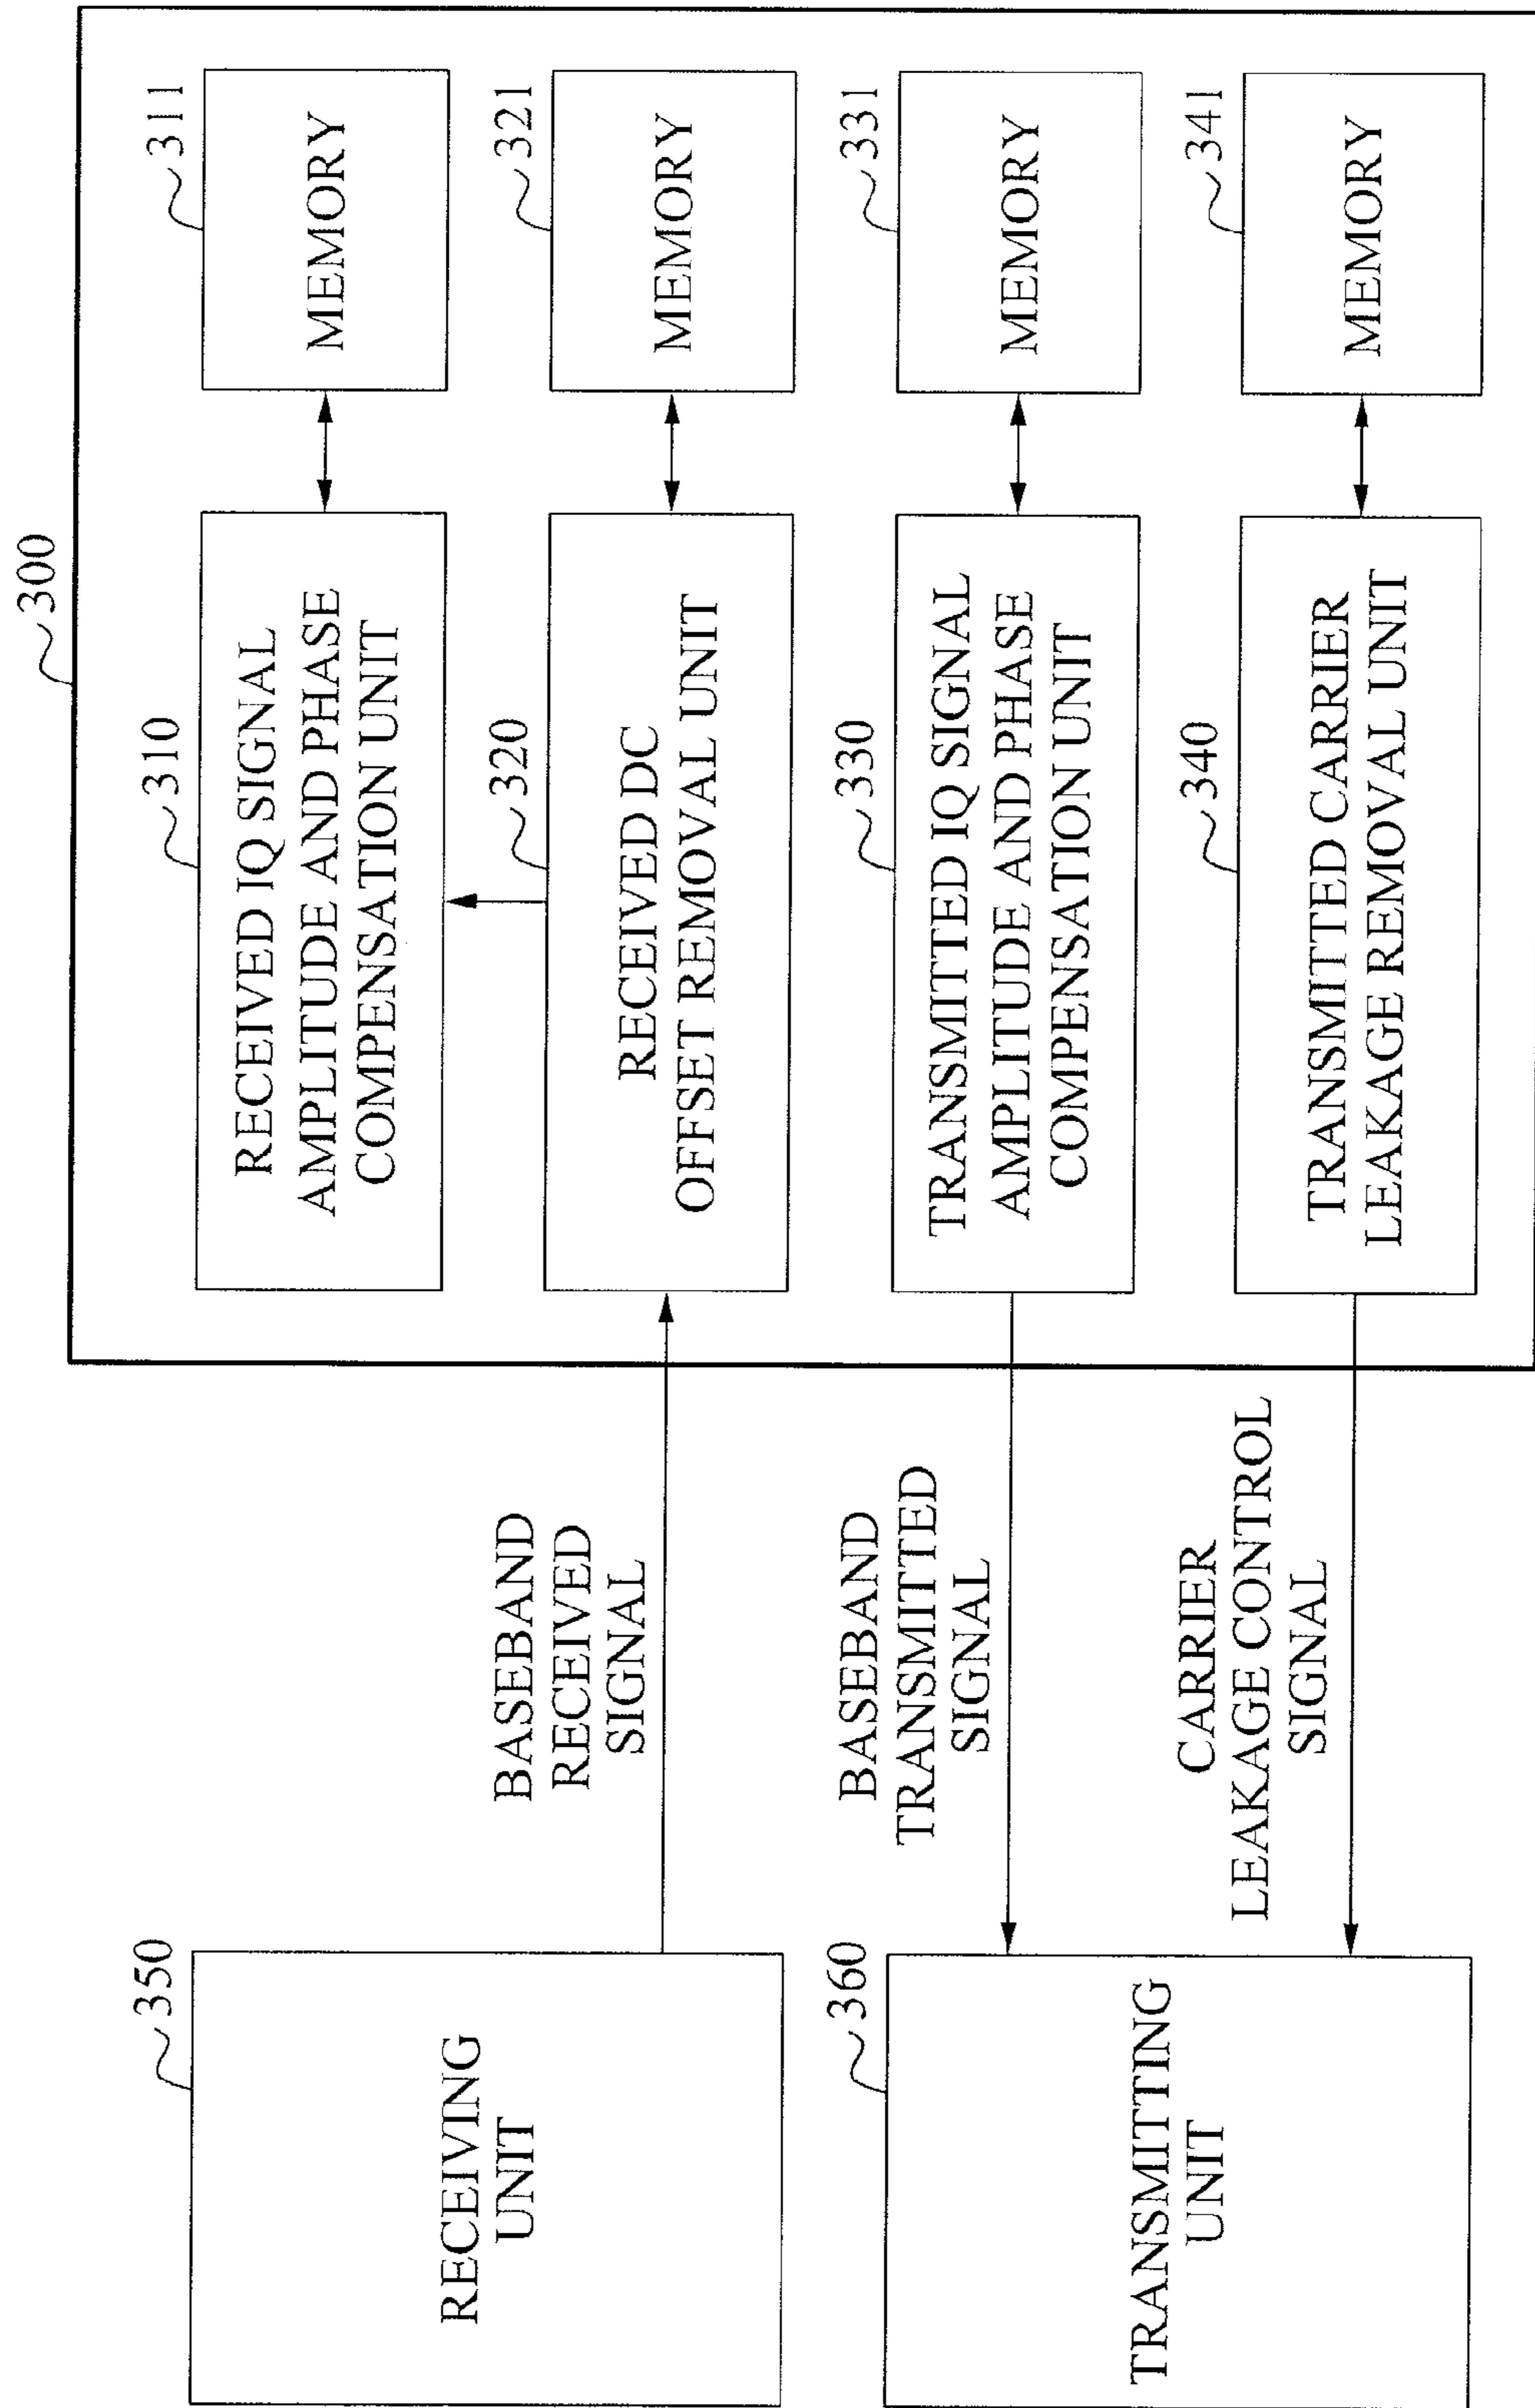 300
350
RECEIVING
UNIT
BASEBAND
RECEIVED
SIGNAL
310
RECEIVED IQ SIGNAL
AMPLITUDE AND PHASE
COMPENSATION UNIT
311
MEMORY
320
RECEIVED DC
OFFSET REMOVAL UNIT
321
MEMORY
360
TRANSMITTING
UNIT
BASEBAND
TRANSMITTED
SIGNAL
330
TRANSMITTED IQ SIGNAL
AMPLITUDE AND PHASE
COMPENSATION UNIT
331
MEMORY
CARRIER
LEAKAGE CONTROL
SIGNAL
340
TRANSMITTED CARRIER
LEAKAGE REMOVAL UNIT
341
MEMORY